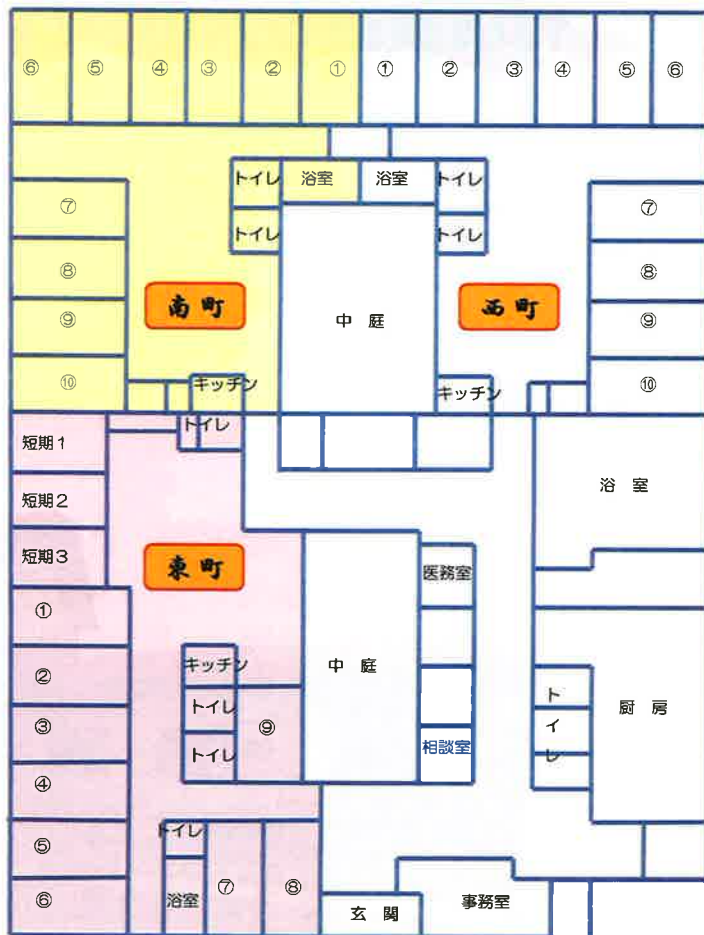 ⑥ ⑤ ④ ③ ② ① ① ② ③ ④ ⑤ ⑥
トイレ 浴室 浴室 トイレ
⑦ ⑦
トイレ トイレ
⑧ ⑧
南町 中庭 西町
⑨ ⑨
⑩ キッチン キッチン ⑩
トイレ
短期1
浴室
短期2
短期3 東町 医務室
①
キッチン 中庭
②
トイレ ⑨ トイレ 厨房
③
トイレ 相談室
④
トイレ
⑤
浴室 ⑦ ⑧
⑥ 玄関 事務室